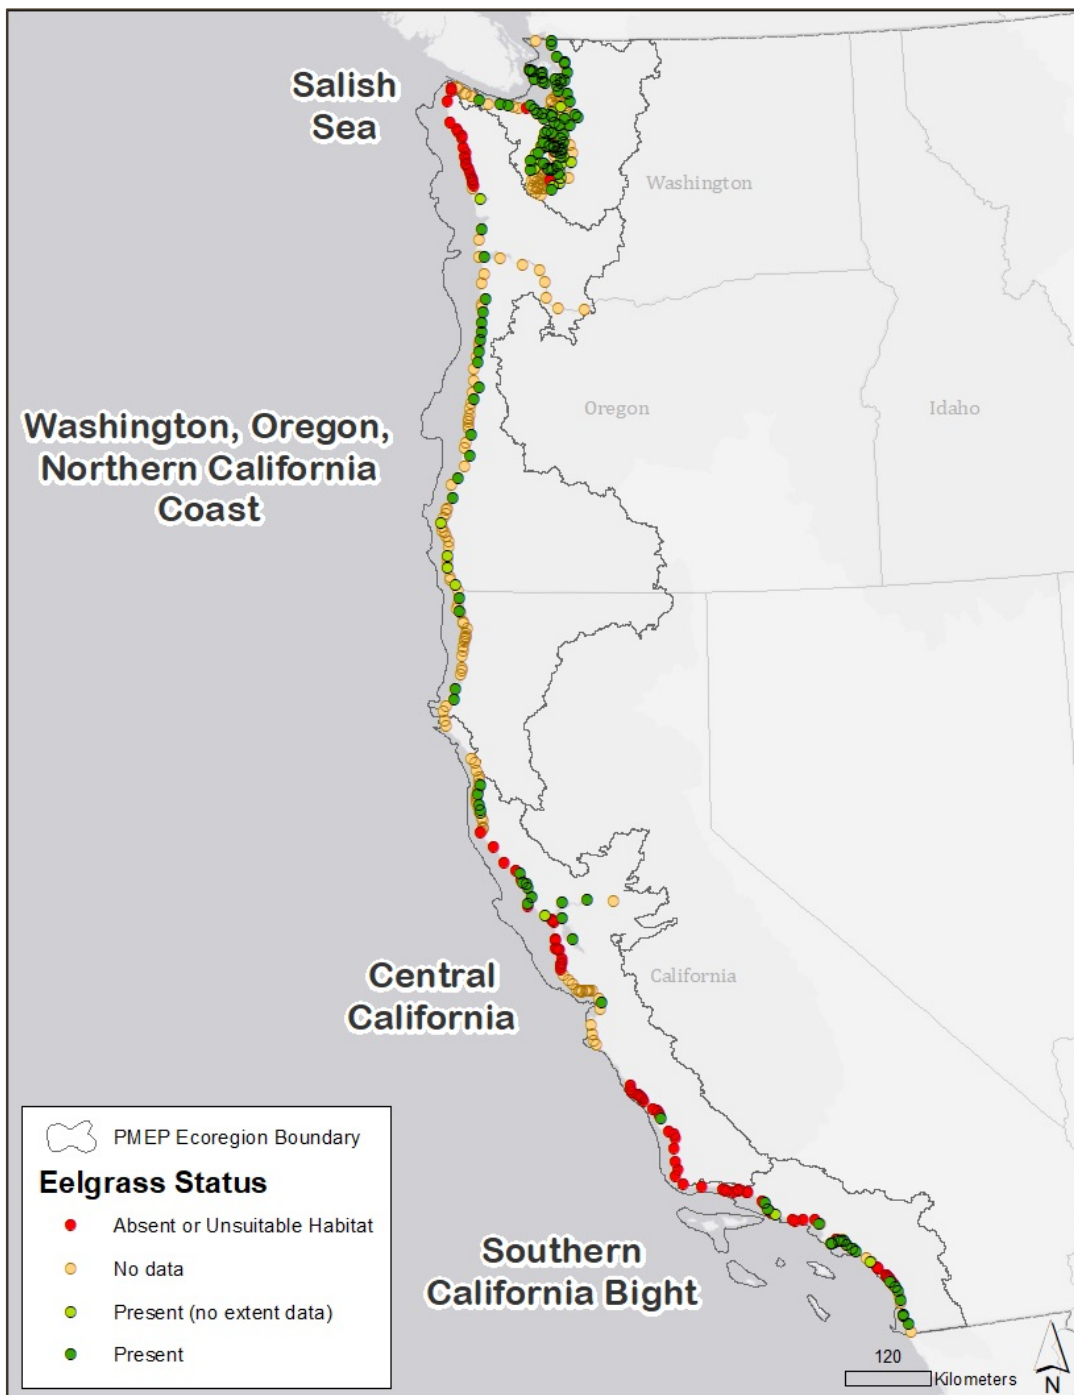 Salish
Sea
Washington
Washington, Oregon,
Northern California
Coast
Oregon
Idaho
Central
California
California
Southern
California Bight
PMEP Ecoregion Boundary
Eelgrass Status
Absent or Unsuitable Habitat
No data
Present (no extent data)
Present
120
Kilometers
N